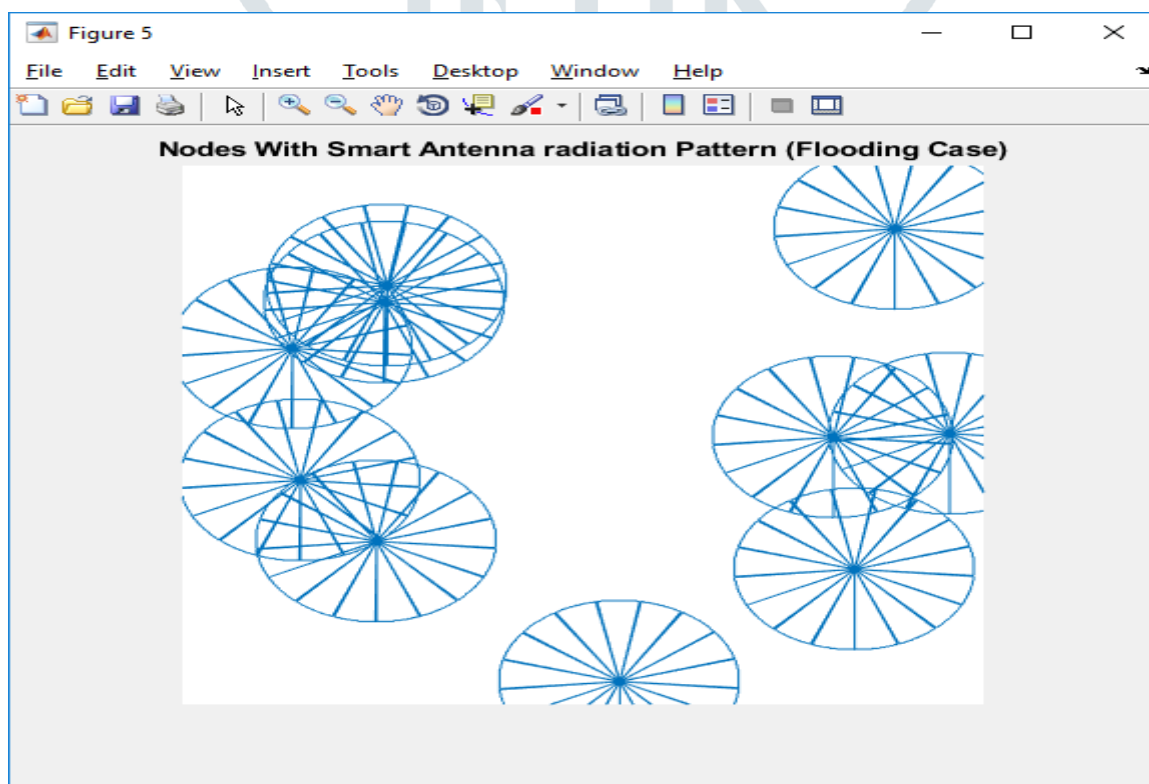 Figure 5
File Edit View Insert Tools Desktop Window Help
Nodes With Smart Antenna radiation Pattern (Flooding Case)